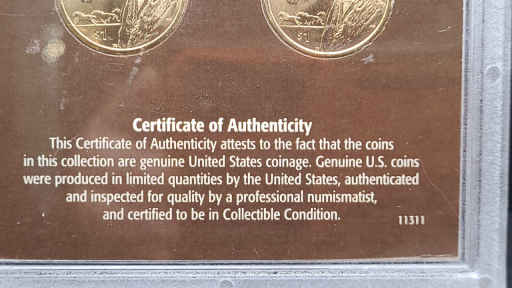 $1 $1
Certificate of Authenticity
This Certificate of Authenticity attests to the fact that the coins
in this collection are genuine United States coinage. Genuine U.S. coins
were produced in limited quantities by the United States, authenticated
and inspected for quality by a professional numismatist,
and certified to be in Collectible Condition.
11311